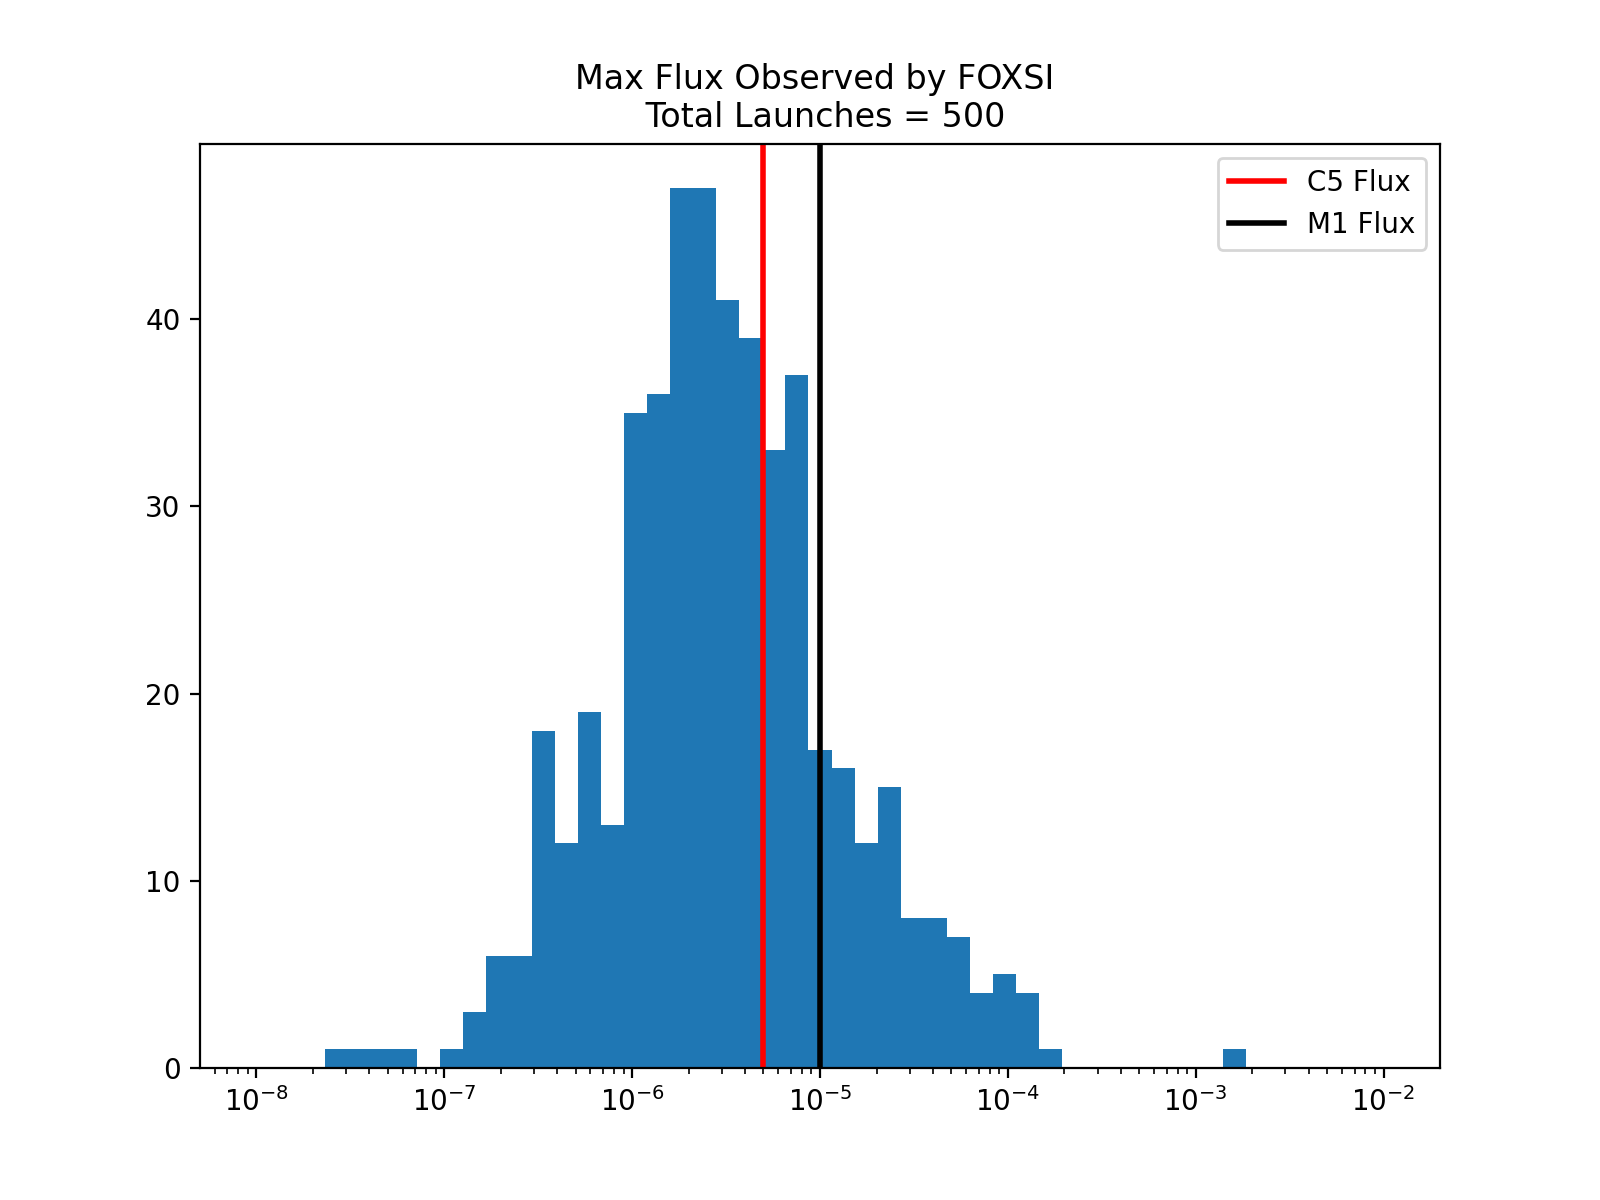 Max Flux Observed by FOXSI
Total Launches = 500
C5 Flux
M1 Flux
40
30
20
10
0
10⁻⁸ 10⁻⁷ 10⁻⁶ 10⁻⁵ 10⁻⁴ 10⁻³ 10⁻²